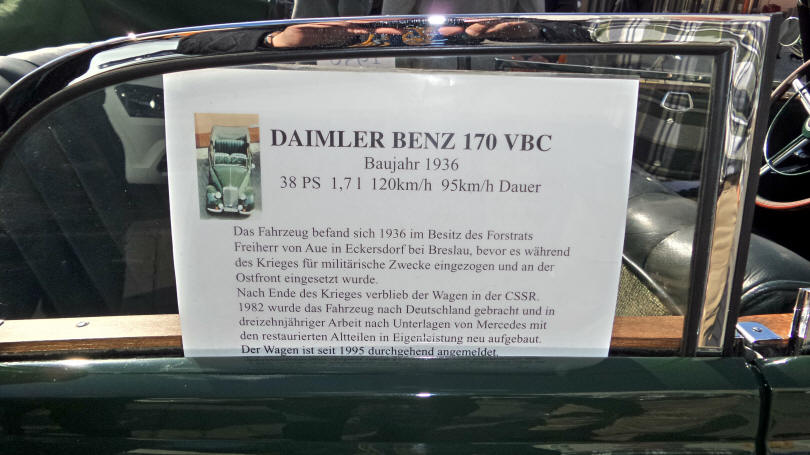 DAIMLER BENZ 170 VBC
Baujahr 1936
38 PS 1,7 l 120km/h 95km/h Dauer
Das Fahrzeug befand sich 1936 im Besitz des Forstrats
Freiherr von Aue in Eckersdorf bei Breslau, bevor es während
des Krieges für militärische Zwecke eingezogen und an der
Ostfront eingesetzt wurde.
Nach Ende des Krieges verblieb der Wagen in der CSSR.
1982 wurde das Fahrzeug nach Deutschland gebracht und in
dreizehnjähriger Arbeit nach Unterlagen von Mercedes mit
den restaurierten Altteilen in Eigenleistung neu aufgebaut.
Der Wagen ist seit 1995 durchgehend angemeldet.